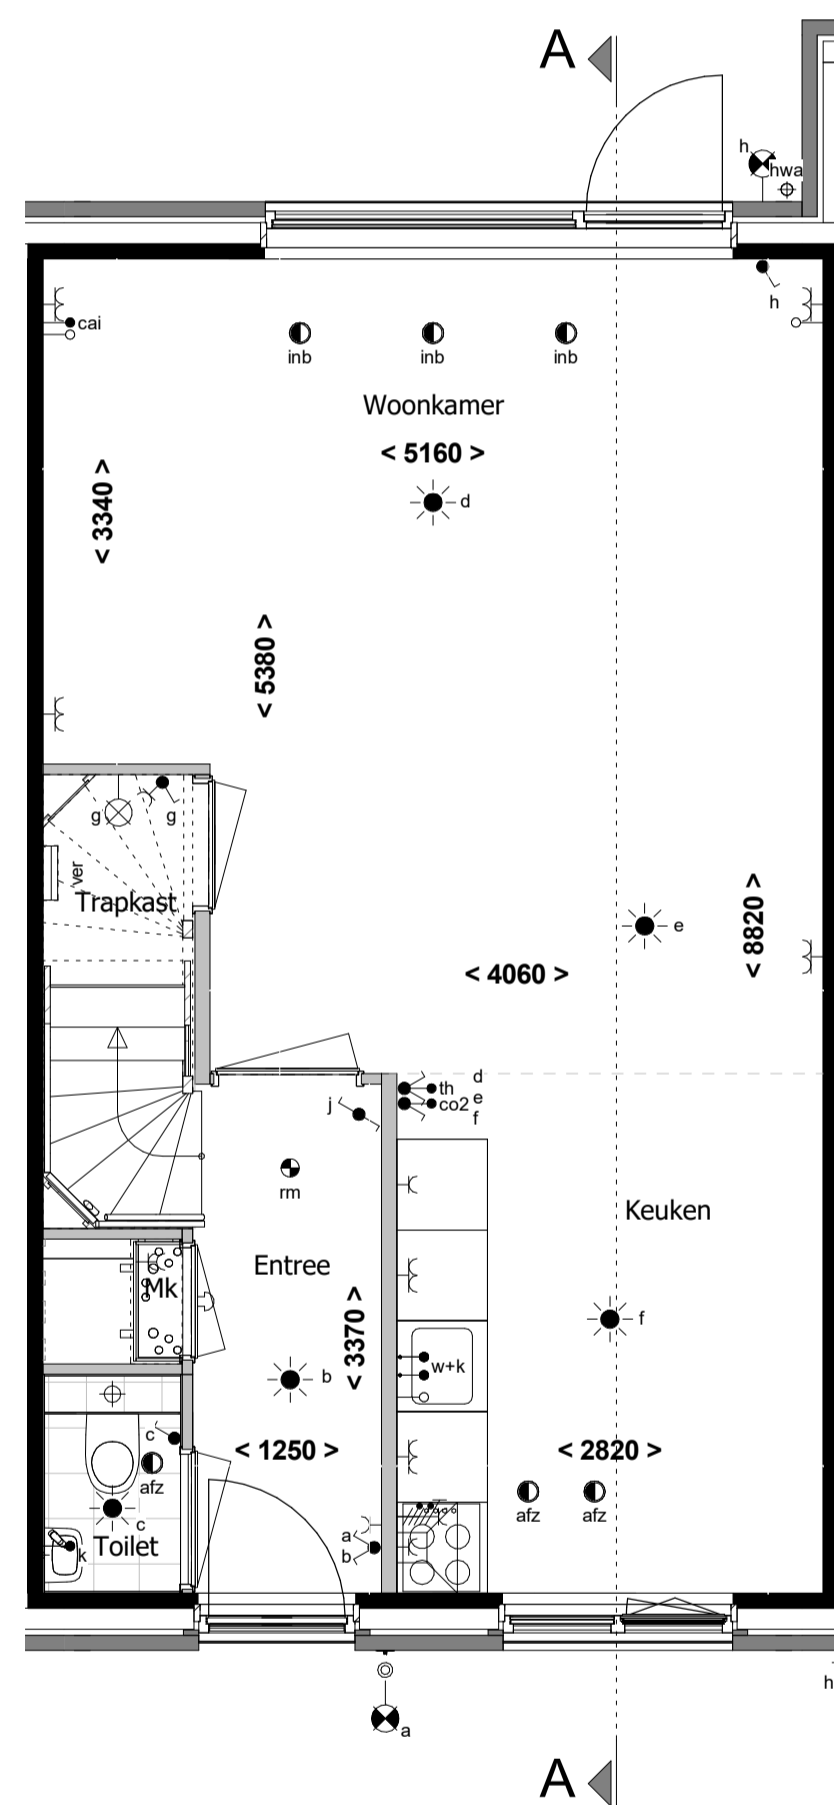 A
h
hwa
h
cai
inb inb inb
Woonkamer
< 5160 >
d
< 3340 >
< 5380 >
g
g
ver
Trapkast
e
< 8820 >
< 4060 >
d
th
e
co2
f
j
rm
Keuken
Entree
Mk
< 3370 >
f
w+k
b
c
< 1250 >
< 2820 >
afz
afz afz
c
a
b
Toilet
k
h
a
A